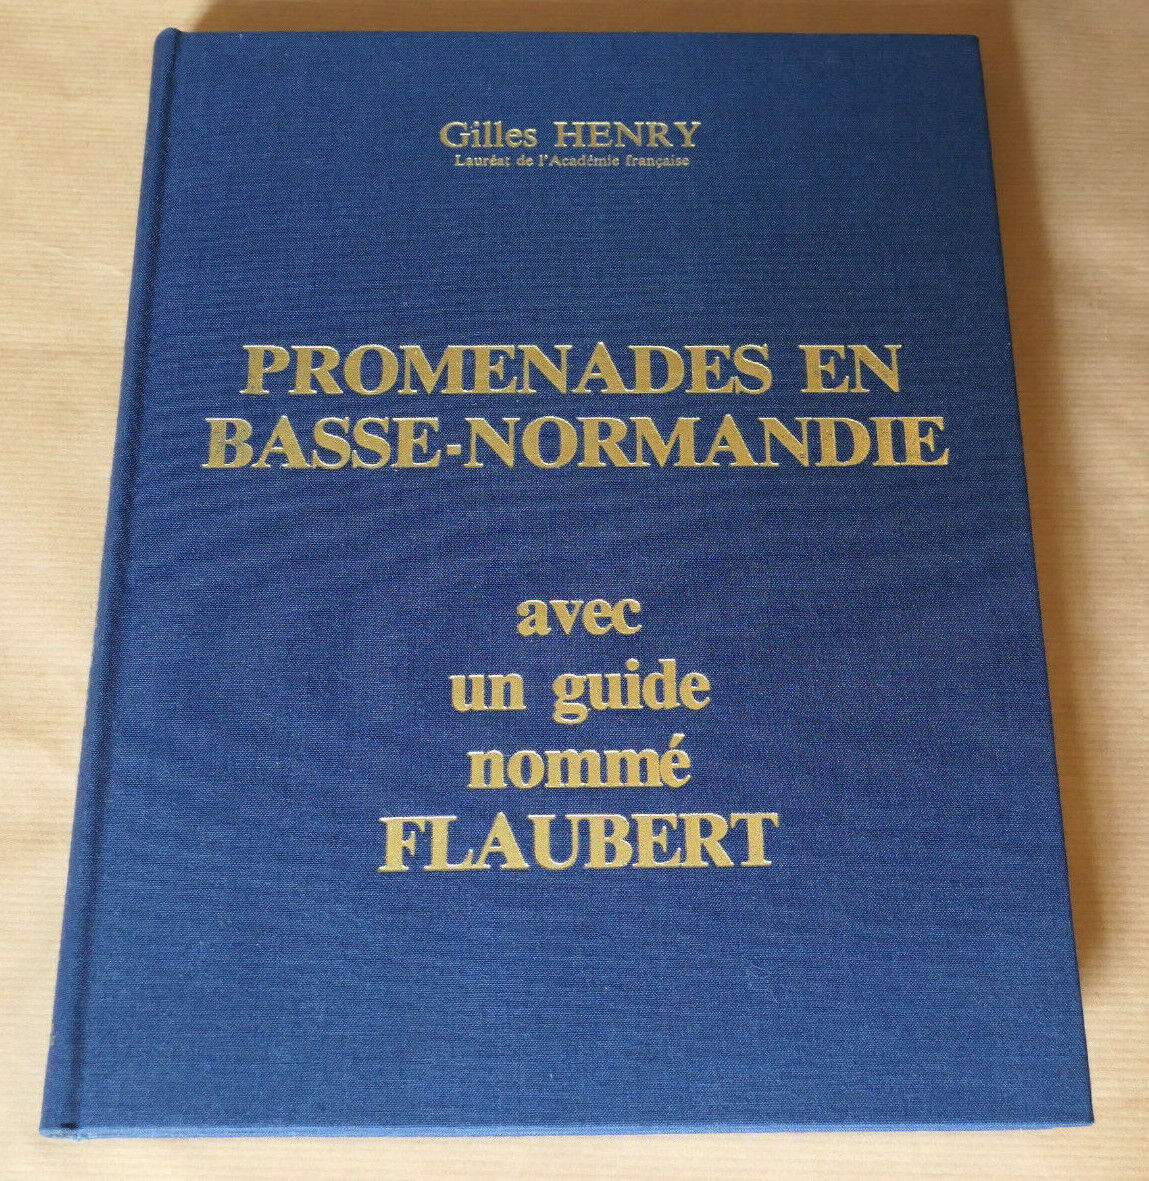 Gilles HENRY
Lauréat de l'Académie française
PROMENADES EN
BASSE-NORMANDIE
avec
un guide
nommé
FLAUBERT